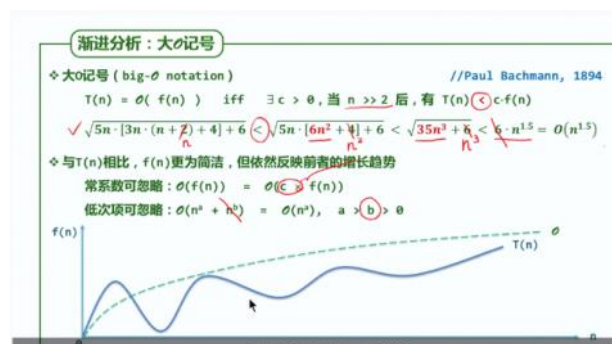 渐进分析：大O记号
❖ 大O记号（big-O notation） //Paul Bachmann, 1894
T(n) = O( f(n) ) iff ∃ c > 0，当 n >> 2 后，有 T(n) < c·f(n)
√5n · [3n · (n + 2) + 4] + 6 < √5n · [6n² + 4] + 6 < √35n³ + 6 < 6 · n^1.5 = O(n^1.5)
n n² n³
❖ 与T(n)相比，f(n)更为简洁，但依然反映前者的增长趋势
常系数可忽略：O(f(n)) = O(c × f(n))
低次项可忽略：O(n^a + n^b) = O(n^a), a > b > 0
f(n) O
T(n)
n
0